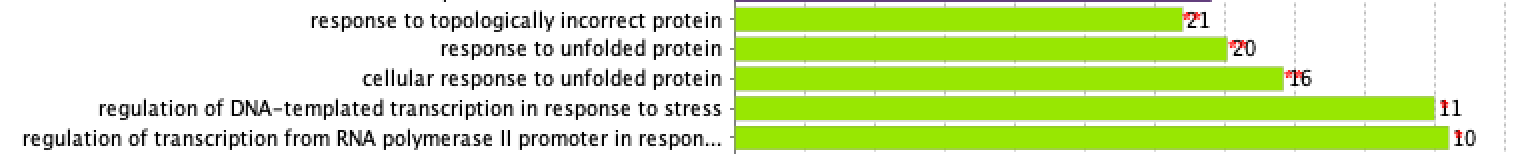 response to topologically incorrect protein **21
response to unfolded protein **20
cellular response to unfolded protein **16
regulation of DNA-templated transcription in response to stress *11
regulation of transcription from RNA polymerase II promoter in respon... *10